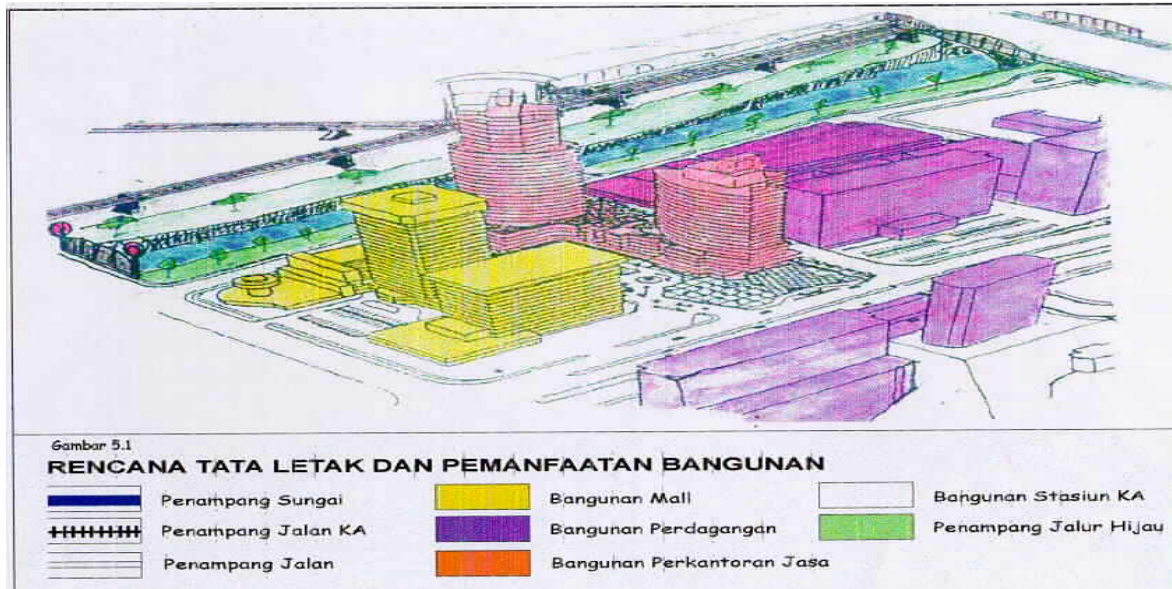 Gambar 5.1
RENCANA TATA LETAK DAN PEMANFAATAN BANGUNAN
Penampang Sungai
Penampang Jalan KA
Penampang Jalan
Bangunan Mall
Bangunan Perdagangan
Bangunan Perkantoran Jasa
Bangunan Stasiun KA
Penampang Jalur Hijau